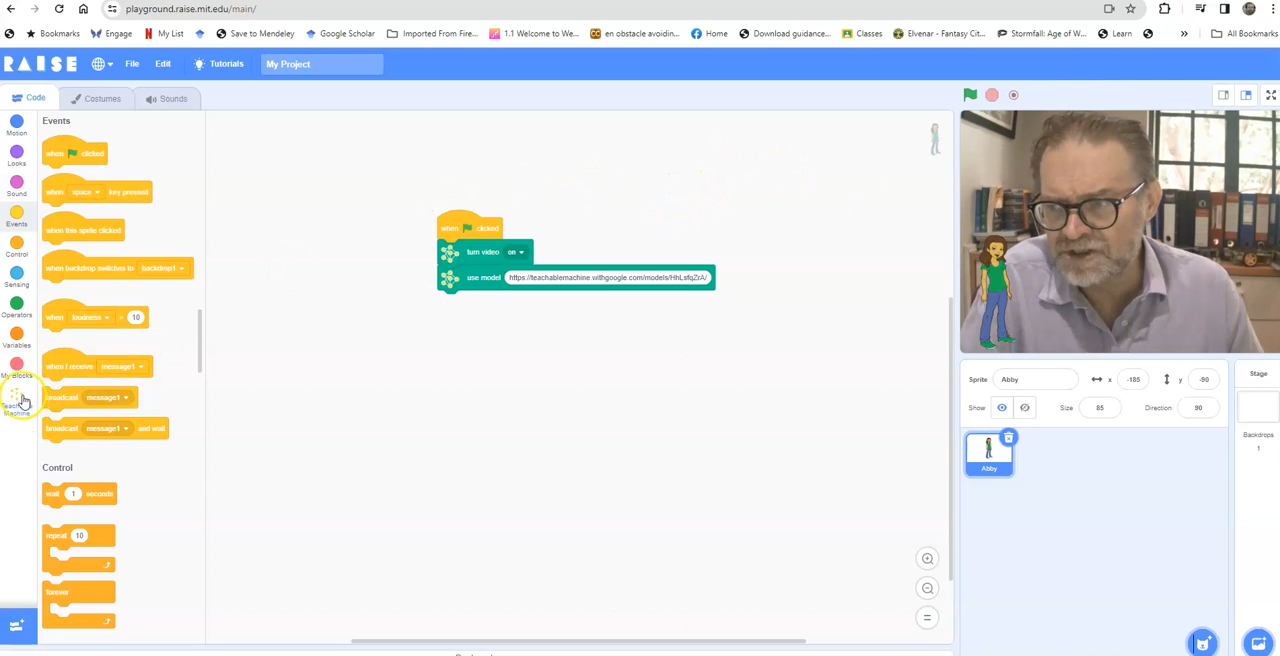 playground.raise.mit.edu/main/
Bookmarks Engage My List Save to Mendeley Google Scholar Imported From Fire... 1.1 Welcome to We... en obstacle avoidin... Home Download guidance... Classes Elvenar - Fantasy Cit... Stormfall: Age of W... Learn » All Bookmarks
RAISE File Edit Tutorials My Project
Code Costumes Sounds
Motion
Looks
Sound
Events
Control
Sensing
Operators
Variables
My Blocks
Machine
Events
when clicked
when space key pressed
when this sprite clicked
when backdrop switches to backdrop1
when loudness > 10
when I receive message1
broadcast message1
broadcast message1 and wait
Control
wait 1 seconds
repeat 10
forever
when clicked
turn video on
use model https://teachablemachine.withgoogle.com/models/HhLsfqZrA/
Sprite Abby x -185 y -90
Show Size 85 Direction 90
Abby
Stage
Backdrops
1